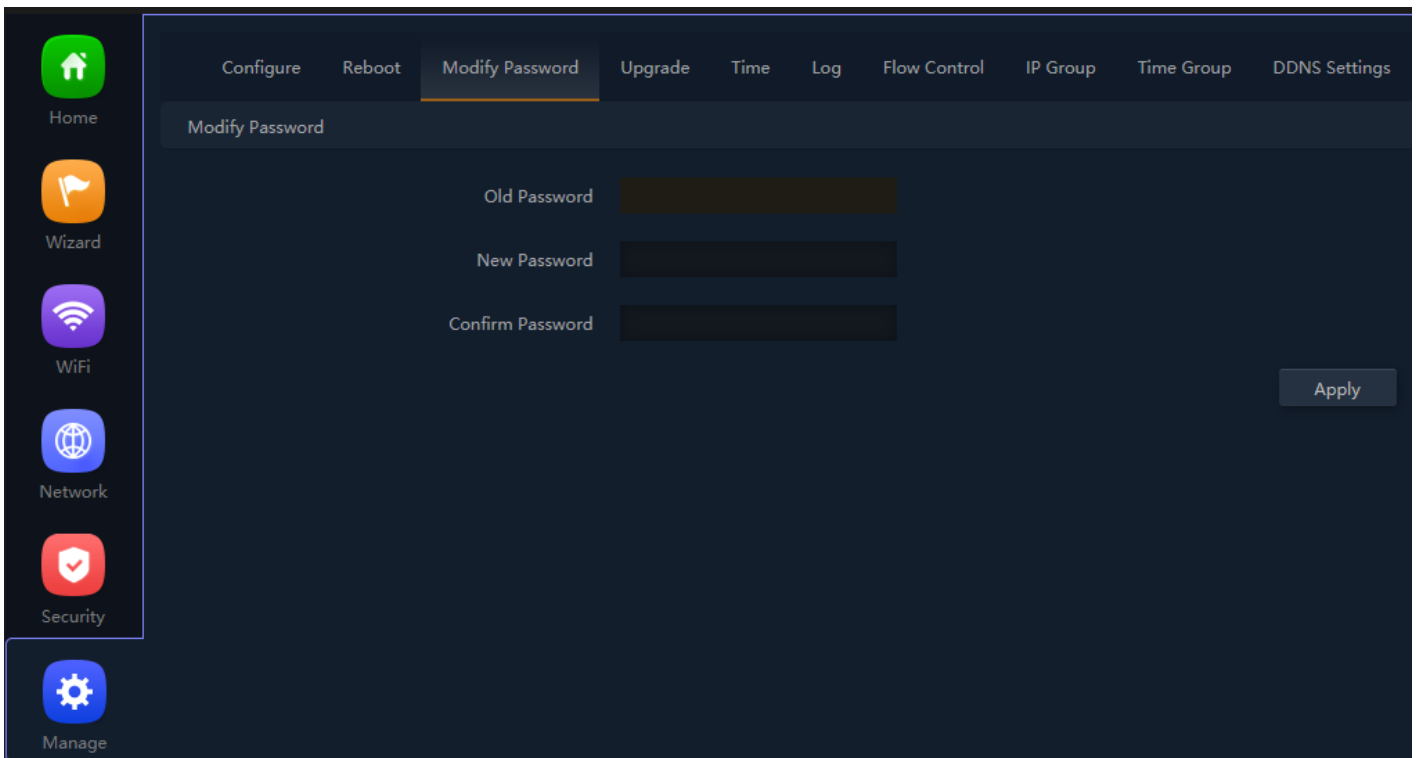 Configure Reboot Modify Password Upgrade Time Log Flow Control IP Group Time Group DDNS Settings
Home
Modify Password
Old Password
Wizard
New Password
Confirm Password
WiFi
Apply
Network
Security
Manage